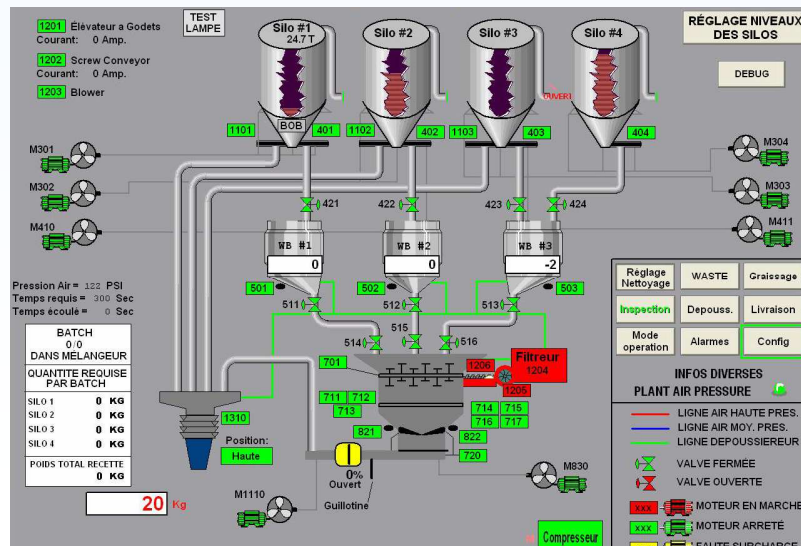 1201 Élévateur a Godets
Courant: 0 Amp.
1202 Screw Conveyor
Courant: 0 Amp.
1203 Blower
TEST
LAMPE
Silo #1
24.7 T
Silo #2
Silo #3
Silo #4
OUVERT
RÉGLAGE NIVEAUX
DES SILOS
DEBUG
BOB
1101
401
1102
402
1103
403
404
M301
M302
M410
M304
M303
M411
421
422
423
424
WB #1
0
WB #2
0
WB #3
-2
501
502
503
511
512
513
514
515
516
Pression Air = 122 PSI
Temps requis = 300 Sec
Temps écoulé = 0 Sec
BATCH
0/0
DANS MÉLANGEUR
QUANTITE REQUISE
PAR BATCH
SILO 1 0 KG
SILO 2 0 KG
SILO 3 0 KG
SILO 4 0 KG
POIDS TOTAL RECETTE
0 KG
20 Kg
701
1206
Filtreur
1204
1205
711 712
713
714 715
716 717
821
822
720
1310
Position:
Haute
0%
Ouvert
Guillotine
M1110
M830
Compresseur
Réglage
Nettoyage
WASTE
Graissage
Inspection
Depouss.
Livraison
Mode
operation
Alarmes
Config
INFOS DIVERSES
PLANT AIR PRESSURE
LIGNE AIR HAUTE PRES.
LIGNE AIR MOY. PRES.
LIGNE DEPOUSSIEREUR
VALVE FERMÉE
VALVE OUVERTE
xxx MOTEUR EN MARCHE
xxx MOTEUR ARRETÉ
FAUTE SURCHARGE